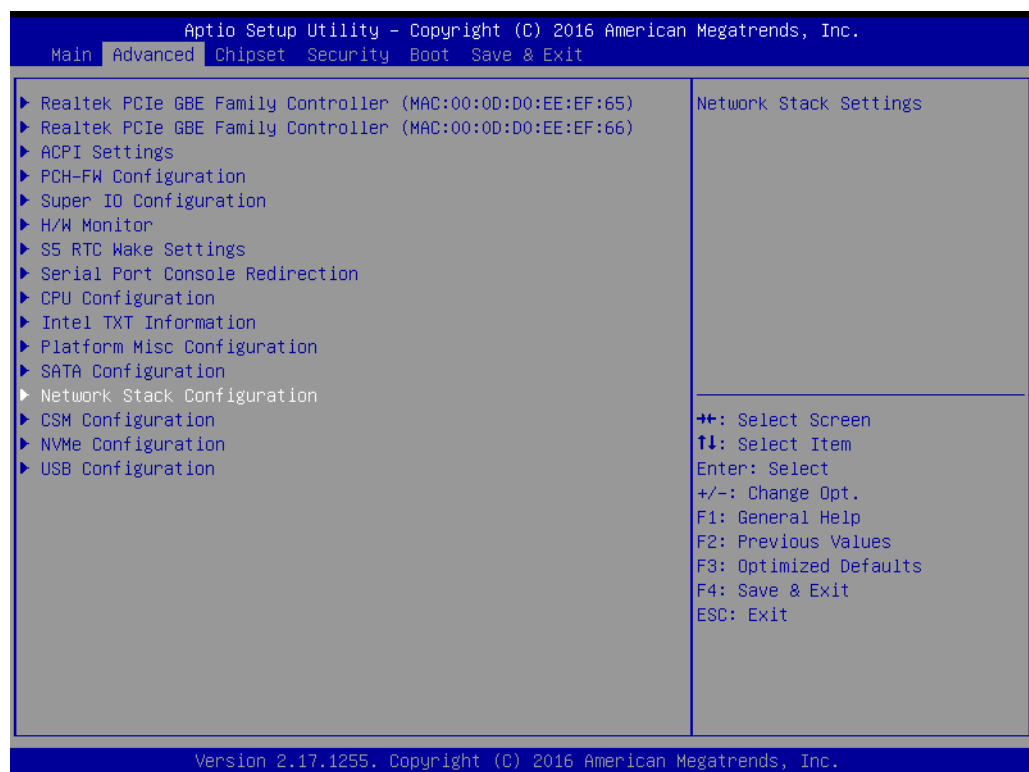 Aptio Setup Utility – Copyright (C) 2016 American Megatrends, Inc.
Main Advanced Chipset Security Boot Save & Exit
▶ Realtek PCIe GBE Family Controller (MAC:00:0D:D0:EE:EF:65)
▶ Realtek PCIe GBE Family Controller (MAC:00:0D:D0:EE:EF:66)
▶ ACPI Settings
▶ PCH-FW Configuration
▶ Super IO Configuration
▶ H/W Monitor
▶ S5 RTC Wake Settings
▶ Serial Port Console Redirection
▶ CPU Configuration
▶ Intel TXT Information
▶ Platform Misc Configuration
▶ SATA Configuration
▶ Network Stack Configuration
▶ CSM Configuration
▶ NVMe Configuration
▶ USB Configuration
Network Stack Settings
→←: Select Screen
↑↓: Select Item
Enter: Select
+/-: Change Opt.
F1: General Help
F2: Previous Values
F3: Optimized Defaults
F4: Save & Exit
ESC: Exit
Version 2.17.1255. Copyright (C) 2016 American Megatrends, Inc.